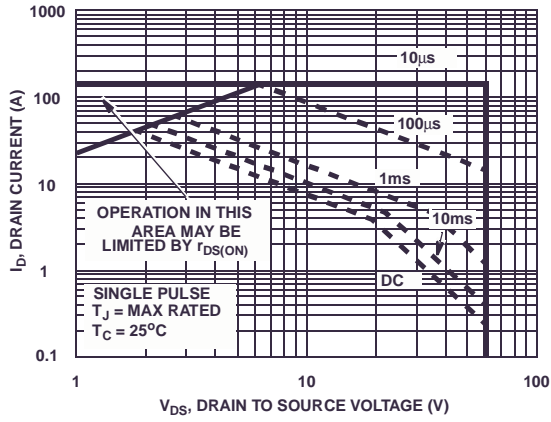 1000
10μs
100
100μs
1ms
10
OPERATION IN THIS
AREA MAY BE
LIMITED BY rDS(ON)
10ms
1
DC
SINGLE PULSE
TJ = MAX RATED
TC = 25°C
0.1
1
10
100
VDS, DRAIN TO SOURCE VOLTAGE (V)
ID, DRAIN CURRENT (A)